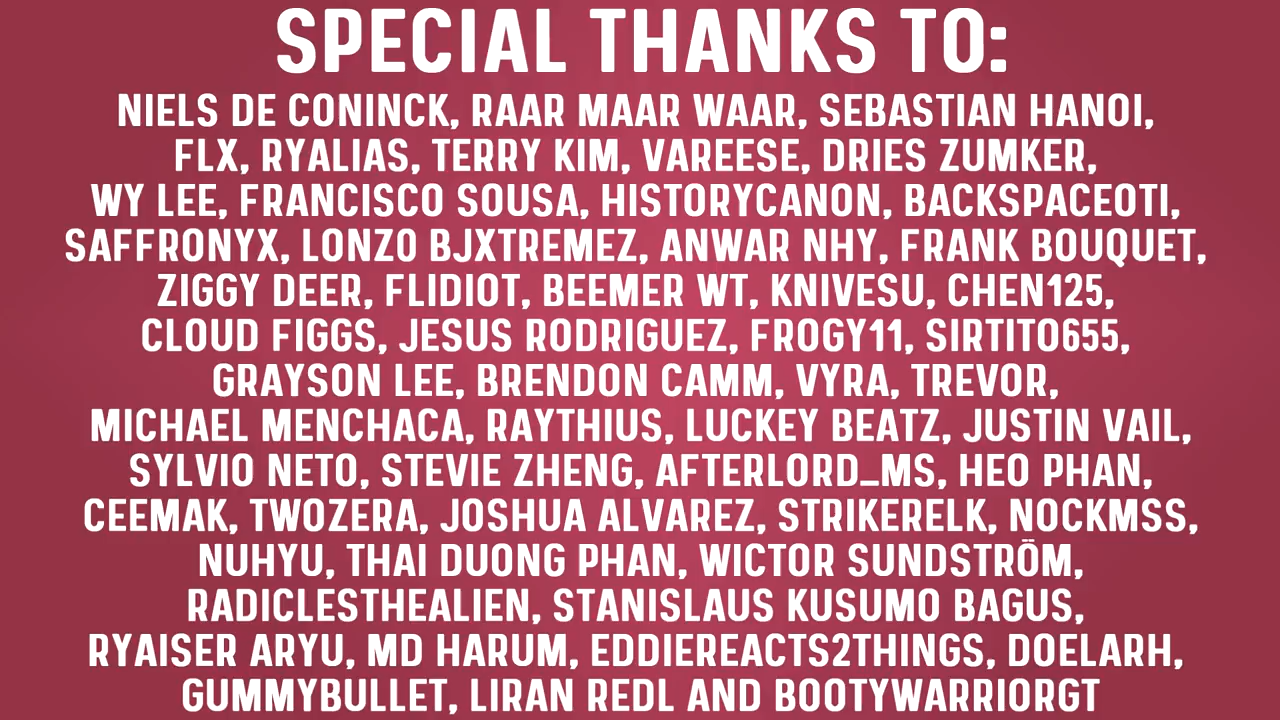 SPECIAL THANKS TO:
NIELS DE CONINCK, RAAR MAAR WAAR, SEBASTIAN HANOI,
FLX, RYALIAS, TERRY KIM, VAREESE, DRIES ZUMKER,
WY LEE, FRANCISCO SOUSA, HISTORYCANON, BACKSPACEOTI,
SAFFRONYX, LONZO BJXTREMEZ, ANWAR NHY, FRANK BOUQUET,
ZIGGY DEER, FLIDIOT, BEEMER WT, KNIVESU, CHEN125,
CLOUD FIGGS, JESUS RODRIGUEZ, FROGY11, SIRTITO655,
GRAYSON LEE, BRENDON CAMM, VYRA, TREVOR,
MICHAEL MENCHACA, RAYTHIUS, LUCKEY BEATZ, JUSTIN VAIL,
SYLVIO NETO, STEVIE ZHENG, AFTERLORD_MS, HEO PHAN,
CEEMAK, TWOZERA, JOSHUA ALVAREZ, STRIKERELK, NOCKMSS,
NUHYU, THAI DUONG PHAN, WICTOR SUNDSTRÖM,
RADICLESTHEALIEN, STANISLAUS KUSUMO BAGUS,
RYAISER ARYU, MD HARUM, EDDIEREACTS2THINGS, DOELARH,
GUMMYBULLET, LIRAN REDL AND BOOTYWARRIORGT